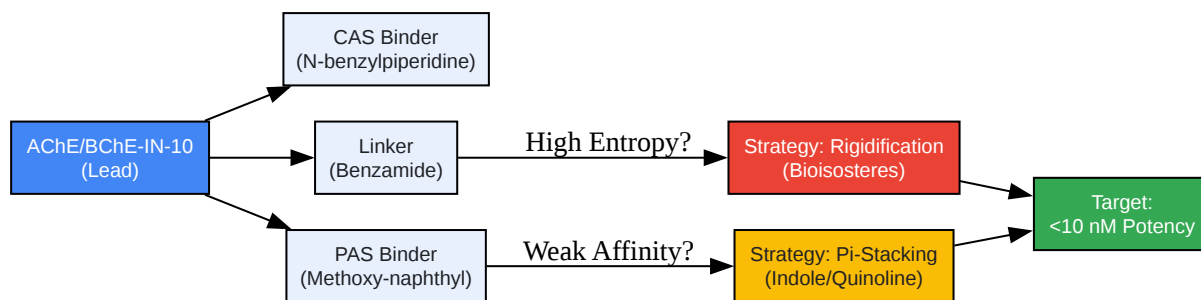 CAS Binder
(N-benzylpiperidine)
AChE/BChE-IN-10
(Lead)
Linker
(Benzamide)
High Entropy?
Strategy: Rigidification
(Bioisosteres)
Target:
<10 nM Potency
PAS Binder
(Methoxy-naphthyl)
Weak Affinity?
Strategy: Pi-Stacking
(Indole/Quinoline)